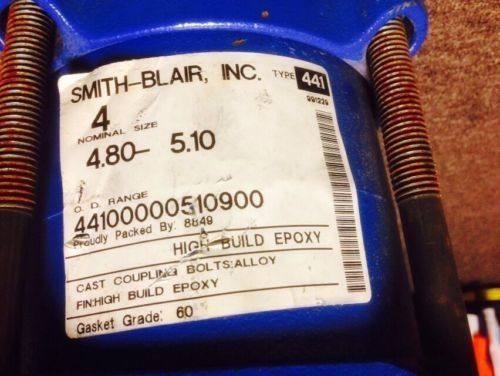 SMITH-BLAIR, INC. TYPE 441
991229
4
NOMINAL SIZE
4.80- 5.10
O. D. RANGE
44100000510900
Proudly Packed By: 8849
HIGH BUILD EPOXY
CAST COUPLING BOLTS:ALLOY
FIN:HIGH BUILD EPOXY
Gasket Grade: 60